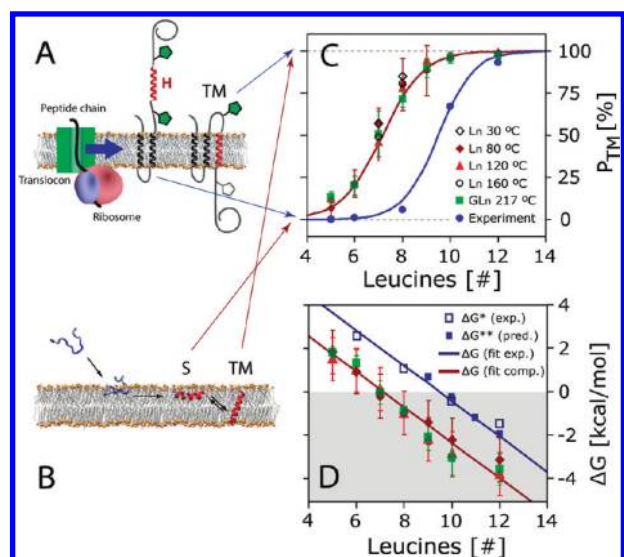 A
H
TM
Peptide chain
Translocon
Ribosome
C
100
75
50
25
0
P_TM [%]
Ln 30 ºC
Ln 80 ºC
Ln 120 ºC
Ln 160 ºC
GLn 217 ºC
Experiment
4 6 8 10 12 14
Leucines [#]
B
S TM
D
4
2
0
-2
-4
ΔG [kcal/mol]
ΔG* (exp.)
ΔG** (pred.)
ΔG (fit exp.)
ΔG (fit comp.)
4 6 8 10 12 14
Leucines [#]